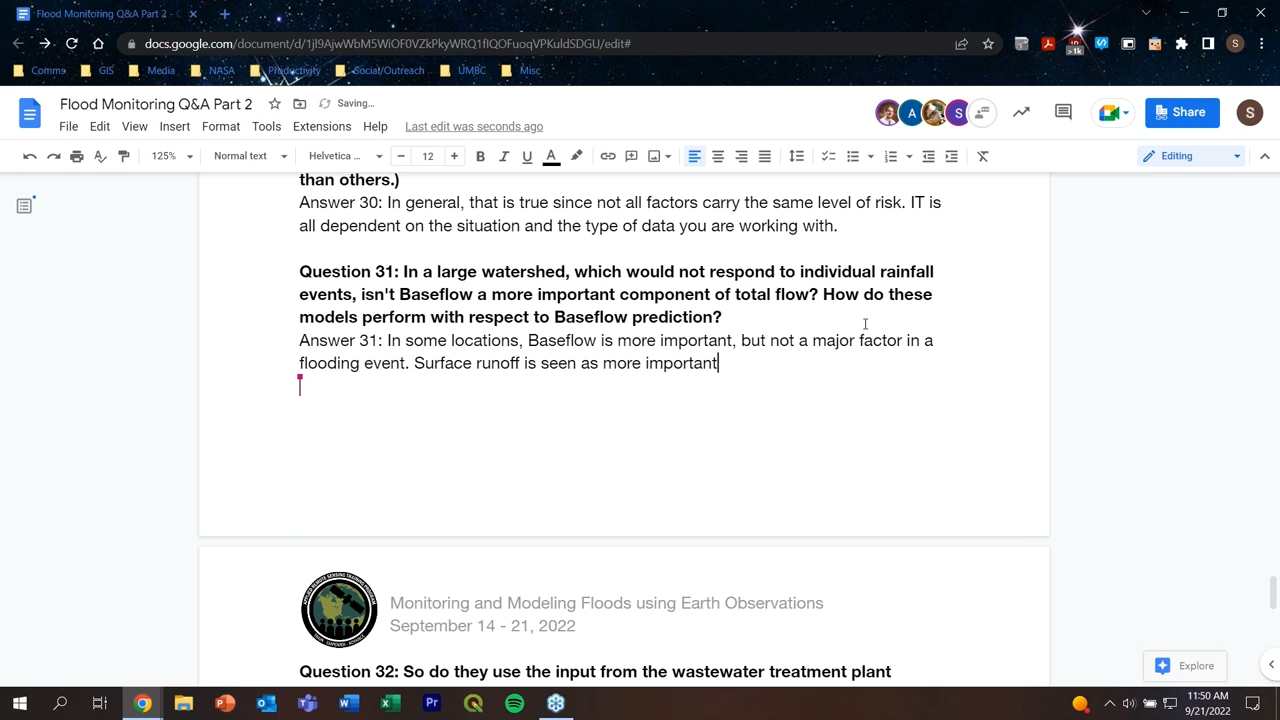 Flood Monitoring Q&A Part 2 - G
docs.google.com/document/d/
Comms GIS Media NASA Productivity Social/Outreach UMBC Misc
>1k
S
Flood Monitoring Q&A Part 2 Saving...
A S Share S
File Edit View Insert Format Tools Extensions Help Last edit was seconds ago
125% Normal text Helvetica ... 12 B I U A Editing
than others.)
Answer 30: In general, that is true since not all factors carry the same level of risk. IT is
all dependent on the situation and the type of data you are working with.
Question 31: In a large watershed, which would not respond to individual rainfall
events, isn't Baseflow a more important component of total flow? How do these
models perform with respect to Baseflow prediction?
Answer 31: In some locations, Baseflow is more important, but not a major factor in a
flooding event. Surface runoff is seen as more important
Monitoring and Modeling Floods using Earth Observations
September 14 - 21, 2022
Question 32: So do they use the input from the wastewater treatment plant
Explore
11:50 AM
9/21/2022